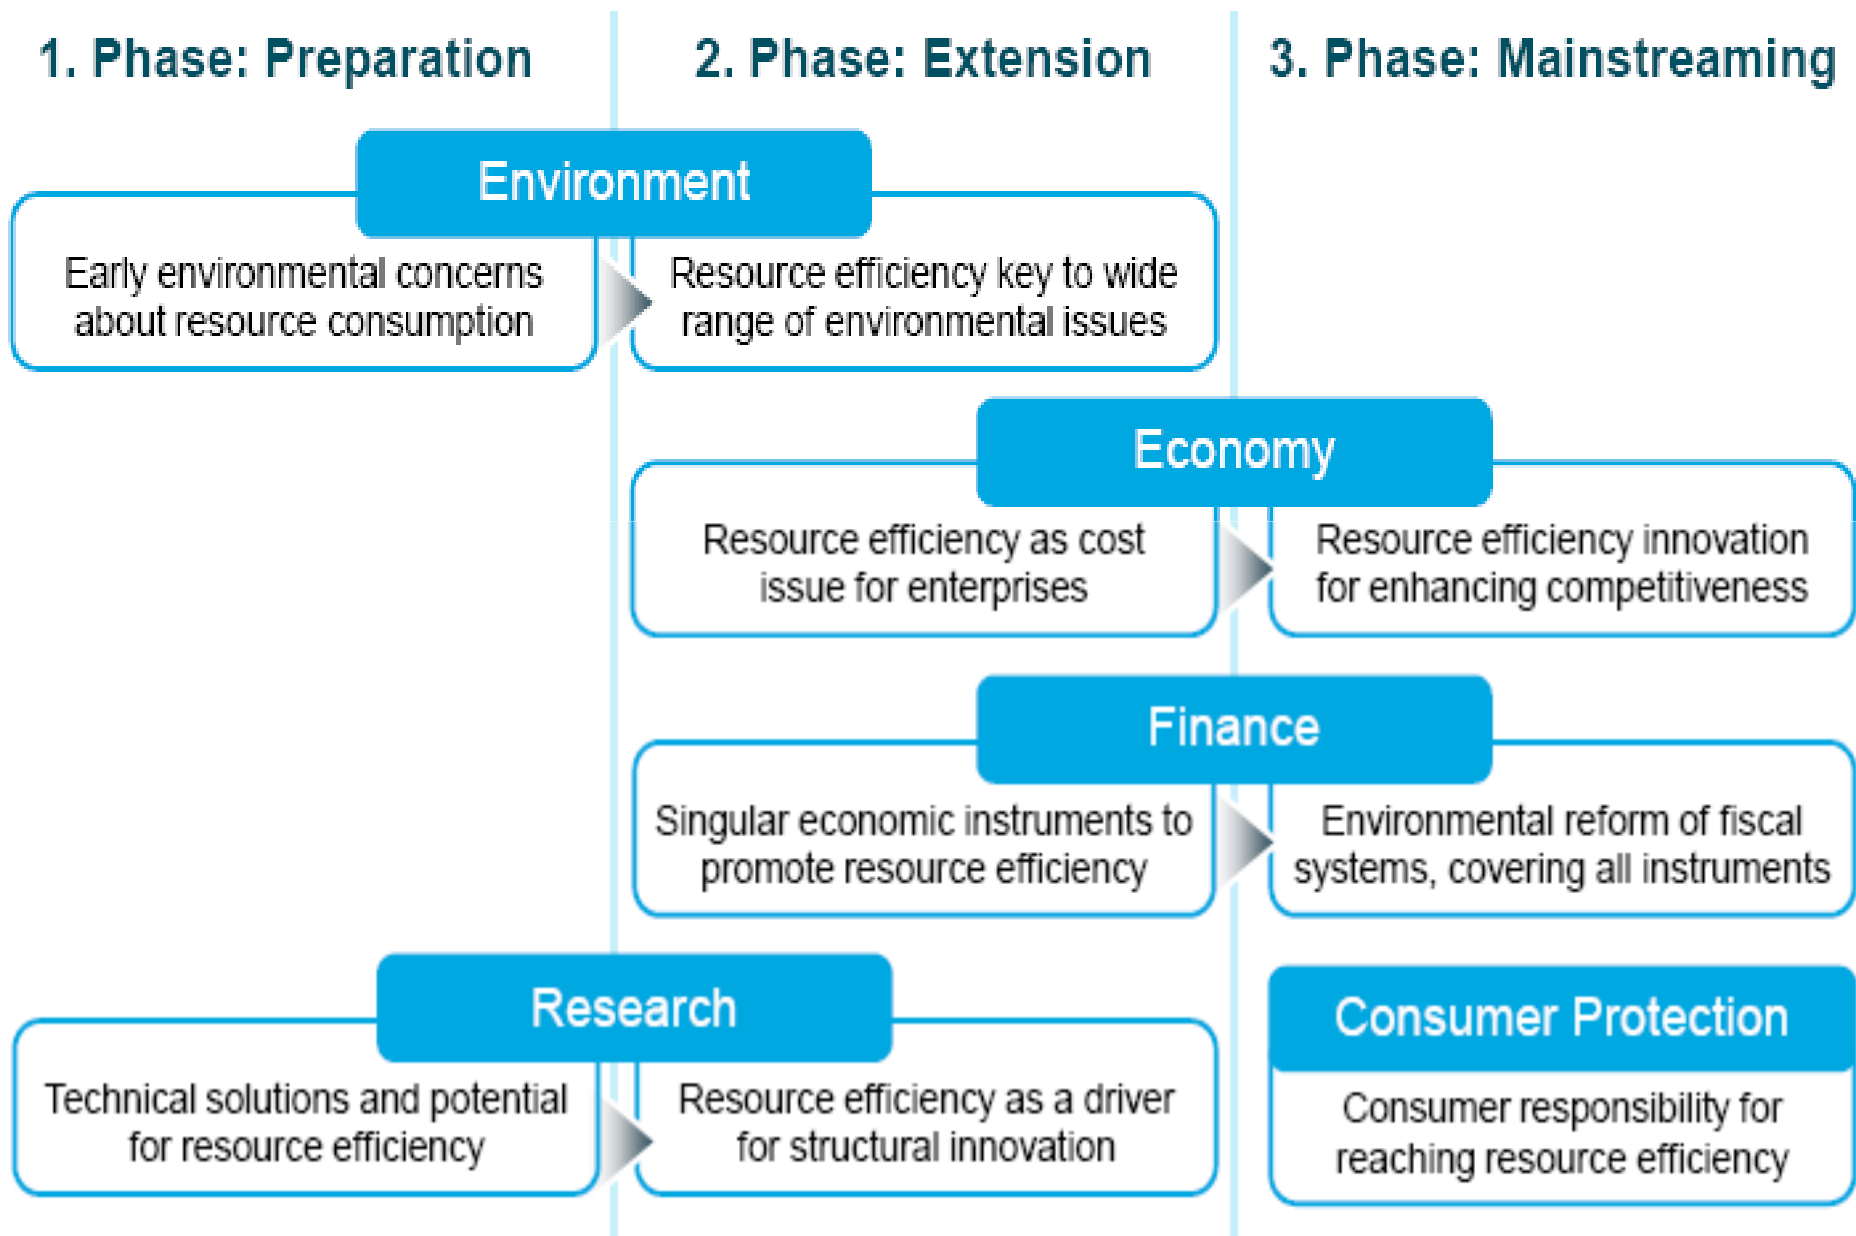 1. Phase: Preparation
2. Phase: Extension
3. Phase: Mainstreaming
Environment
Early environmental concerns
about resource consumption
Resource efficiency key to wide
range of environmental issues
Economy
Resource efficiency as cost
issue for enterprises
Resource efficiency innovation
for enhancing competitiveness
Finance
Singular economic instruments to
promote resource efficiency
Environmental reform of fiscal
systems, covering all instruments
Research
Technical solutions and potential
for resource efficiency
Resource efficiency as a driver
for structural innovation
Consumer Protection
Consumer responsibility for
reaching resource efficiency